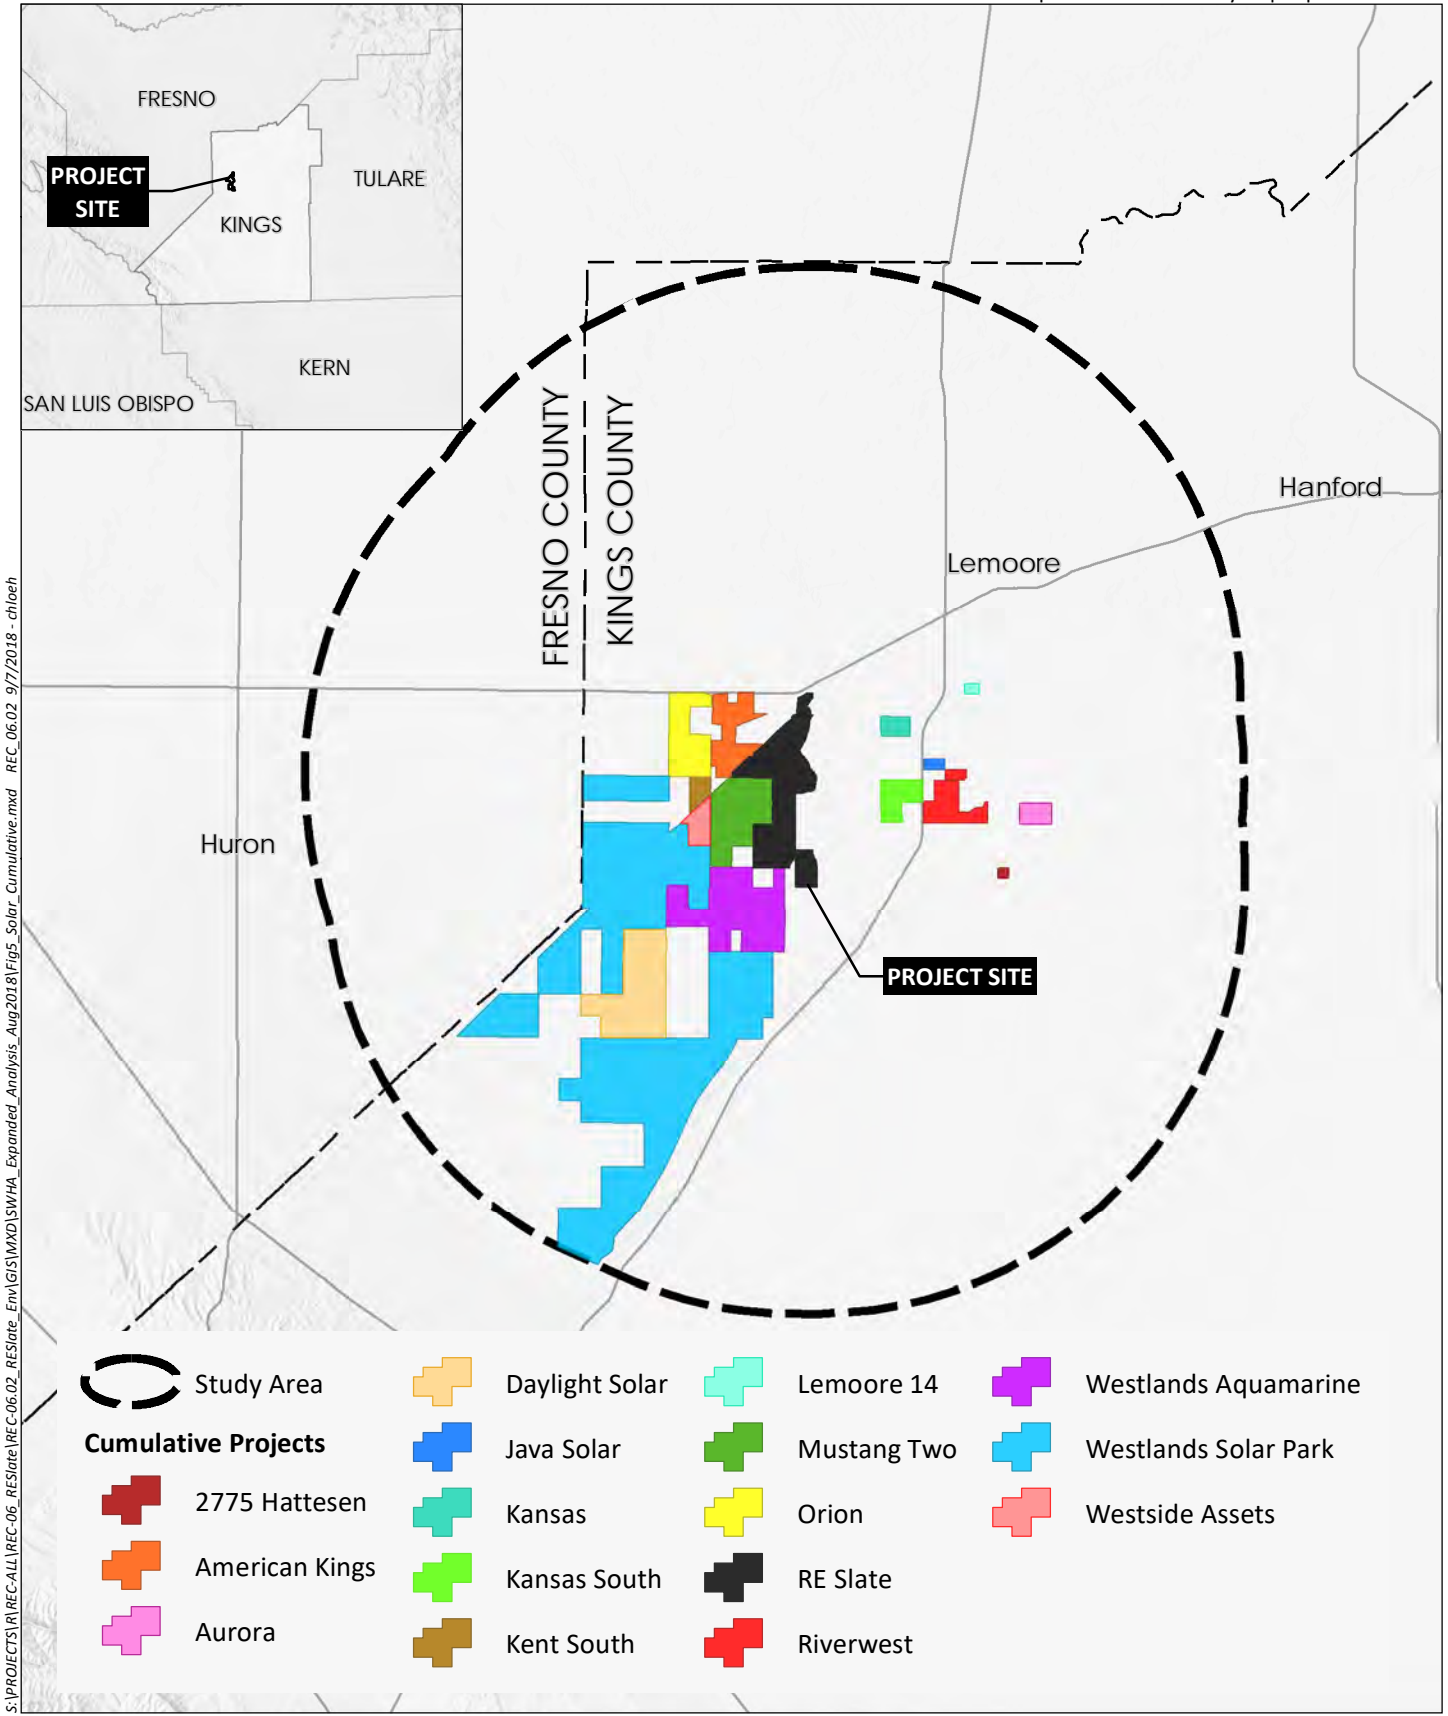 FRESNO
PROJECT
SITE
TULARE
KINGS
KERN
SAN LUIS OBISPO
FRESNO COUNTY
KINGS COUNTY
Hanford
Lemoore
Huron
PROJECT SITE
S:\PROJECTS\R\REC-ALL\REC-06_RESlate\REC-06.02_RESlate_Env\GIS\MXD\SWHA_Expanded_Analysis_Aug2018\Fig5_Solar_Cumulative.mxd REC_06.02 9/7/2018 - chloeh
Study Area
Cumulative Projects
2775 Hattesen
American Kings
Aurora
Daylight Solar
Java Solar
Kansas
Kansas South
Kent South
Lemoore 14
Mustang Two
Orion
RE Slate
Riverwest
Westlands Aquamarine
Westlands Solar Park
Westside Assets